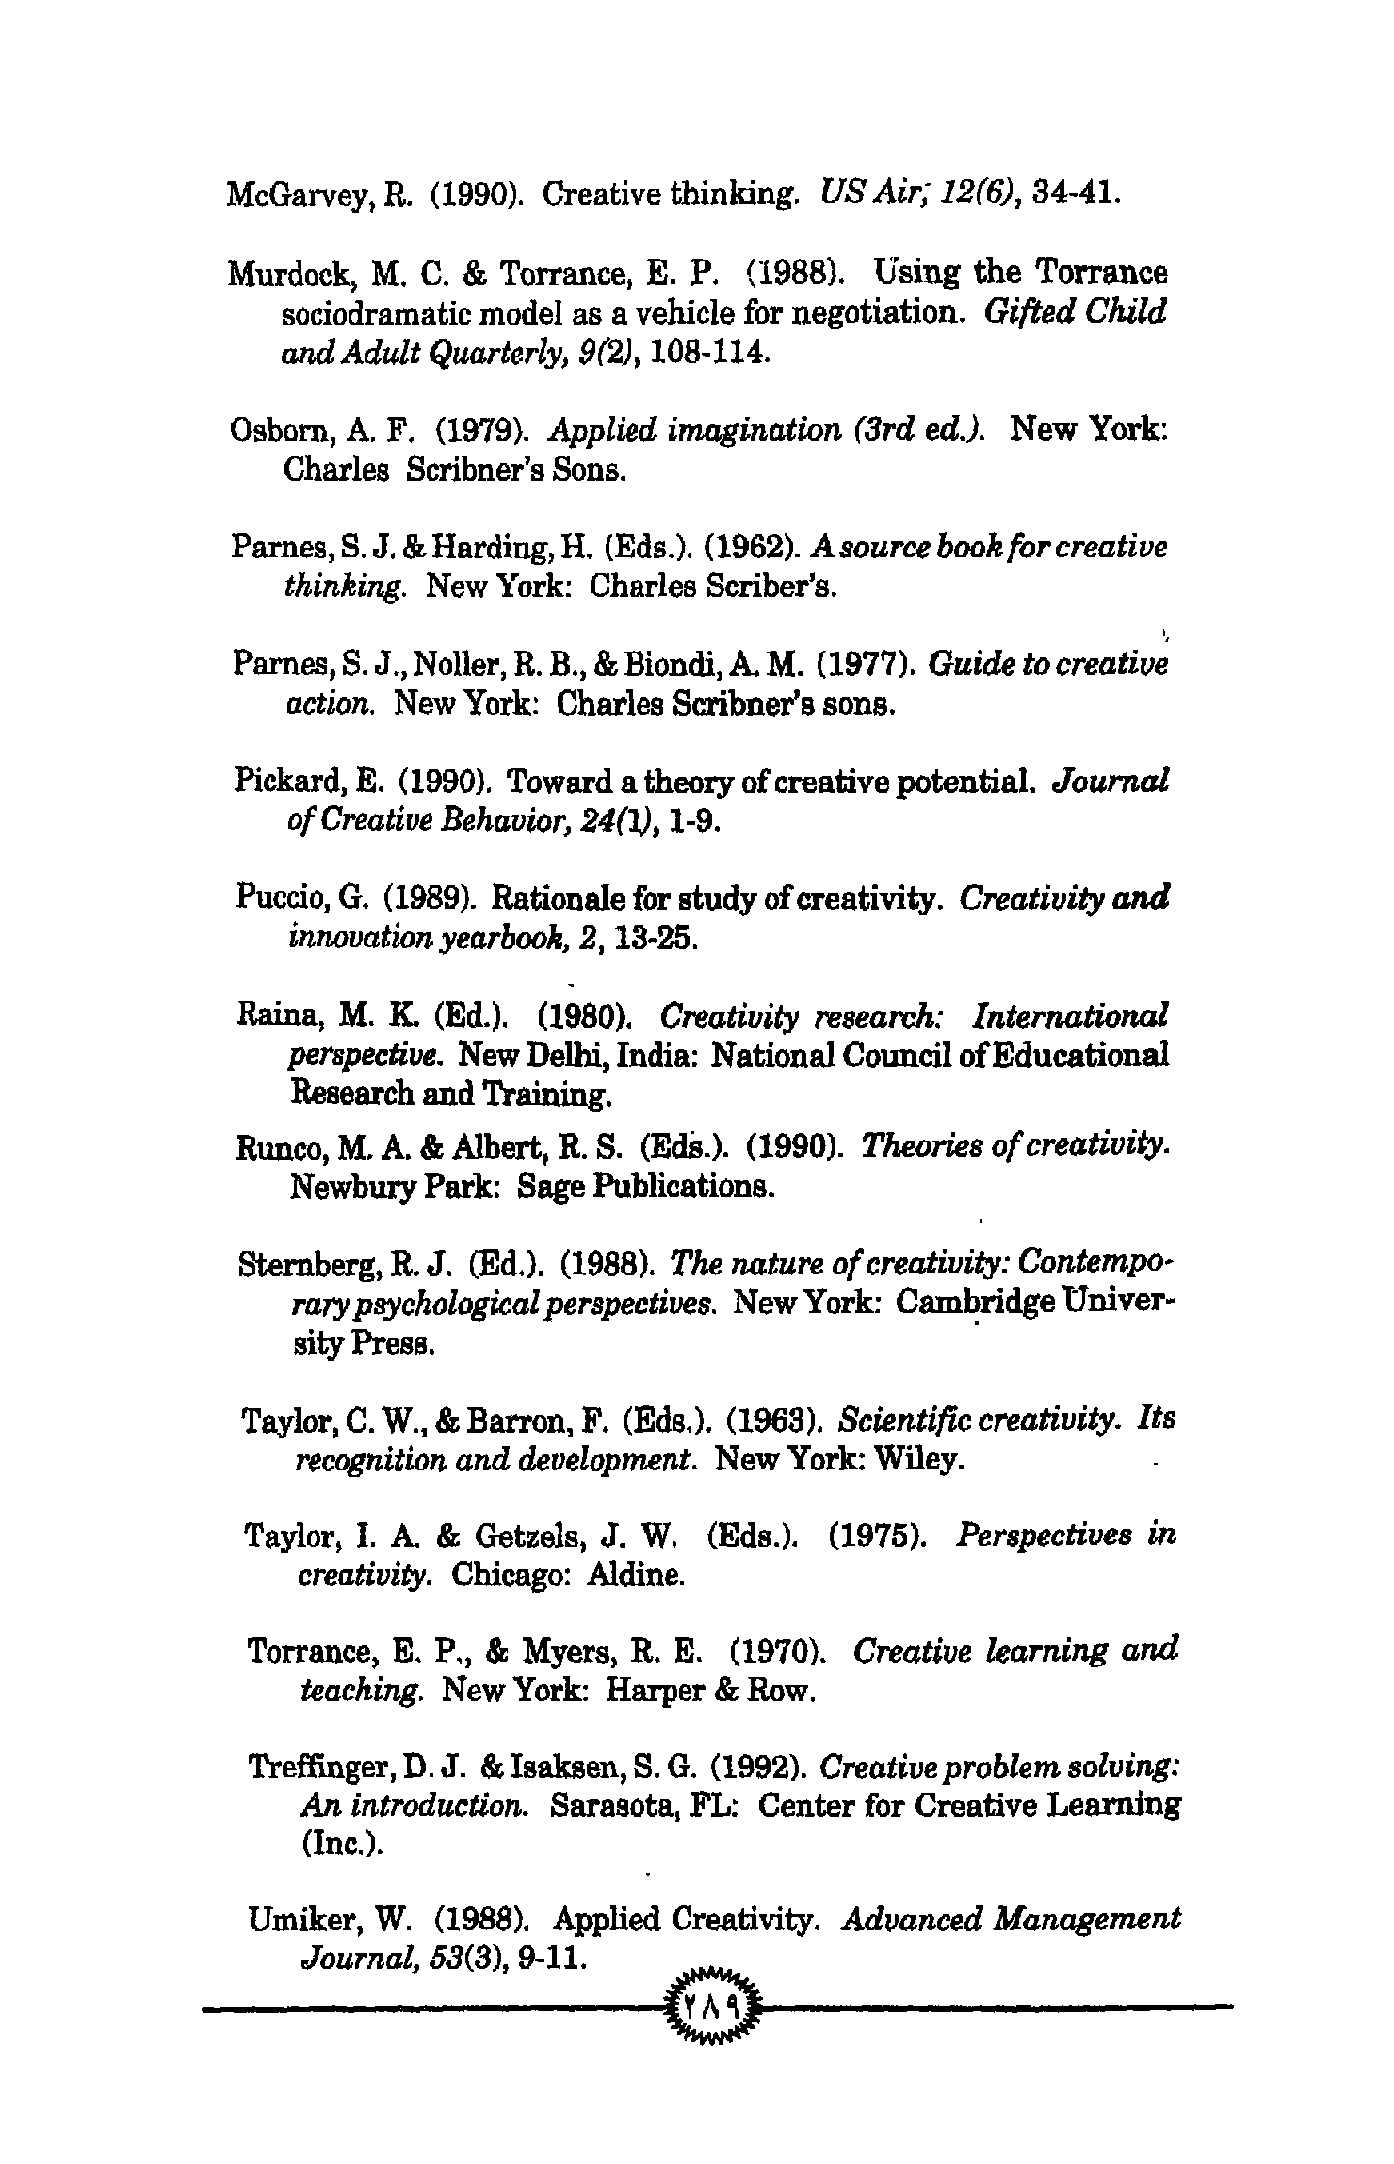 McGarvey, R. (1990). Creative thinking. US Air; 12(6), 34-41.
Murdock, M. C. & Torrance, E. P. (1988). Using the Torrance
sociodramatic model as a vehicle for negotiation. Gifted Child
and Adult Quarterly, 9(2), 108-114.
Osborn, A. F. (1979). Applied imagination (3rd ed.). New York:
Charles Scribner's Sons.
Parnes, S. J. & Harding, H. (Eds.). (1962). A source book for creative
thinking. New York: Charles Scriber's.
Parnes, S. J., Noller, R. B., & Biondi, A. M. (1977). Guide to creative
action. New York: Charles Scribner's sons.
Pickard, E. (1990). Toward a theory of creative potential. Journal
of Creative Behavior, 24(1), 1-9.
Puccio, G. (1989). Rationale for study of creativity. Creativity and
innovation yearbook, 2, 13-25.
Raina, M. K. (Ed.). (1980). Creativity research: International
perspective. New Delhi, India: National Council of Educational
Research and Training.
Runco, M. A. & Albert, R. S. (Eds.). (1990). Theories of creativity.
Newbury Park: Sage Publications.
Sternberg, R. J. (Ed.). (1988). The nature of creativity: Contempo-
rary psychological perspectives. New York: Cambridge Univer-
sity Press.
Taylor, C. W., & Barron, F. (Eds.). (1963). Scientific creativity. Its
recognition and development. New York: Wiley.
Taylor, I. A. & Getzels, J. W. (Eds.). (1975). Perspectives in
creativity. Chicago: Aldine.
Torrance, E. P., & Myers, R. E. (1970). Creative learning and
teaching. New York: Harper & Row.
Treffinger, D. J. & Isaksen, S. G. (1992). Creative problem solving:
An introduction. Sarasota, FL: Center for Creative Learning
(Inc.).
Umiker, W. (1988). Applied Creativity. Advanced Management
Journal, 53(3), 9-11.
٢٨٩